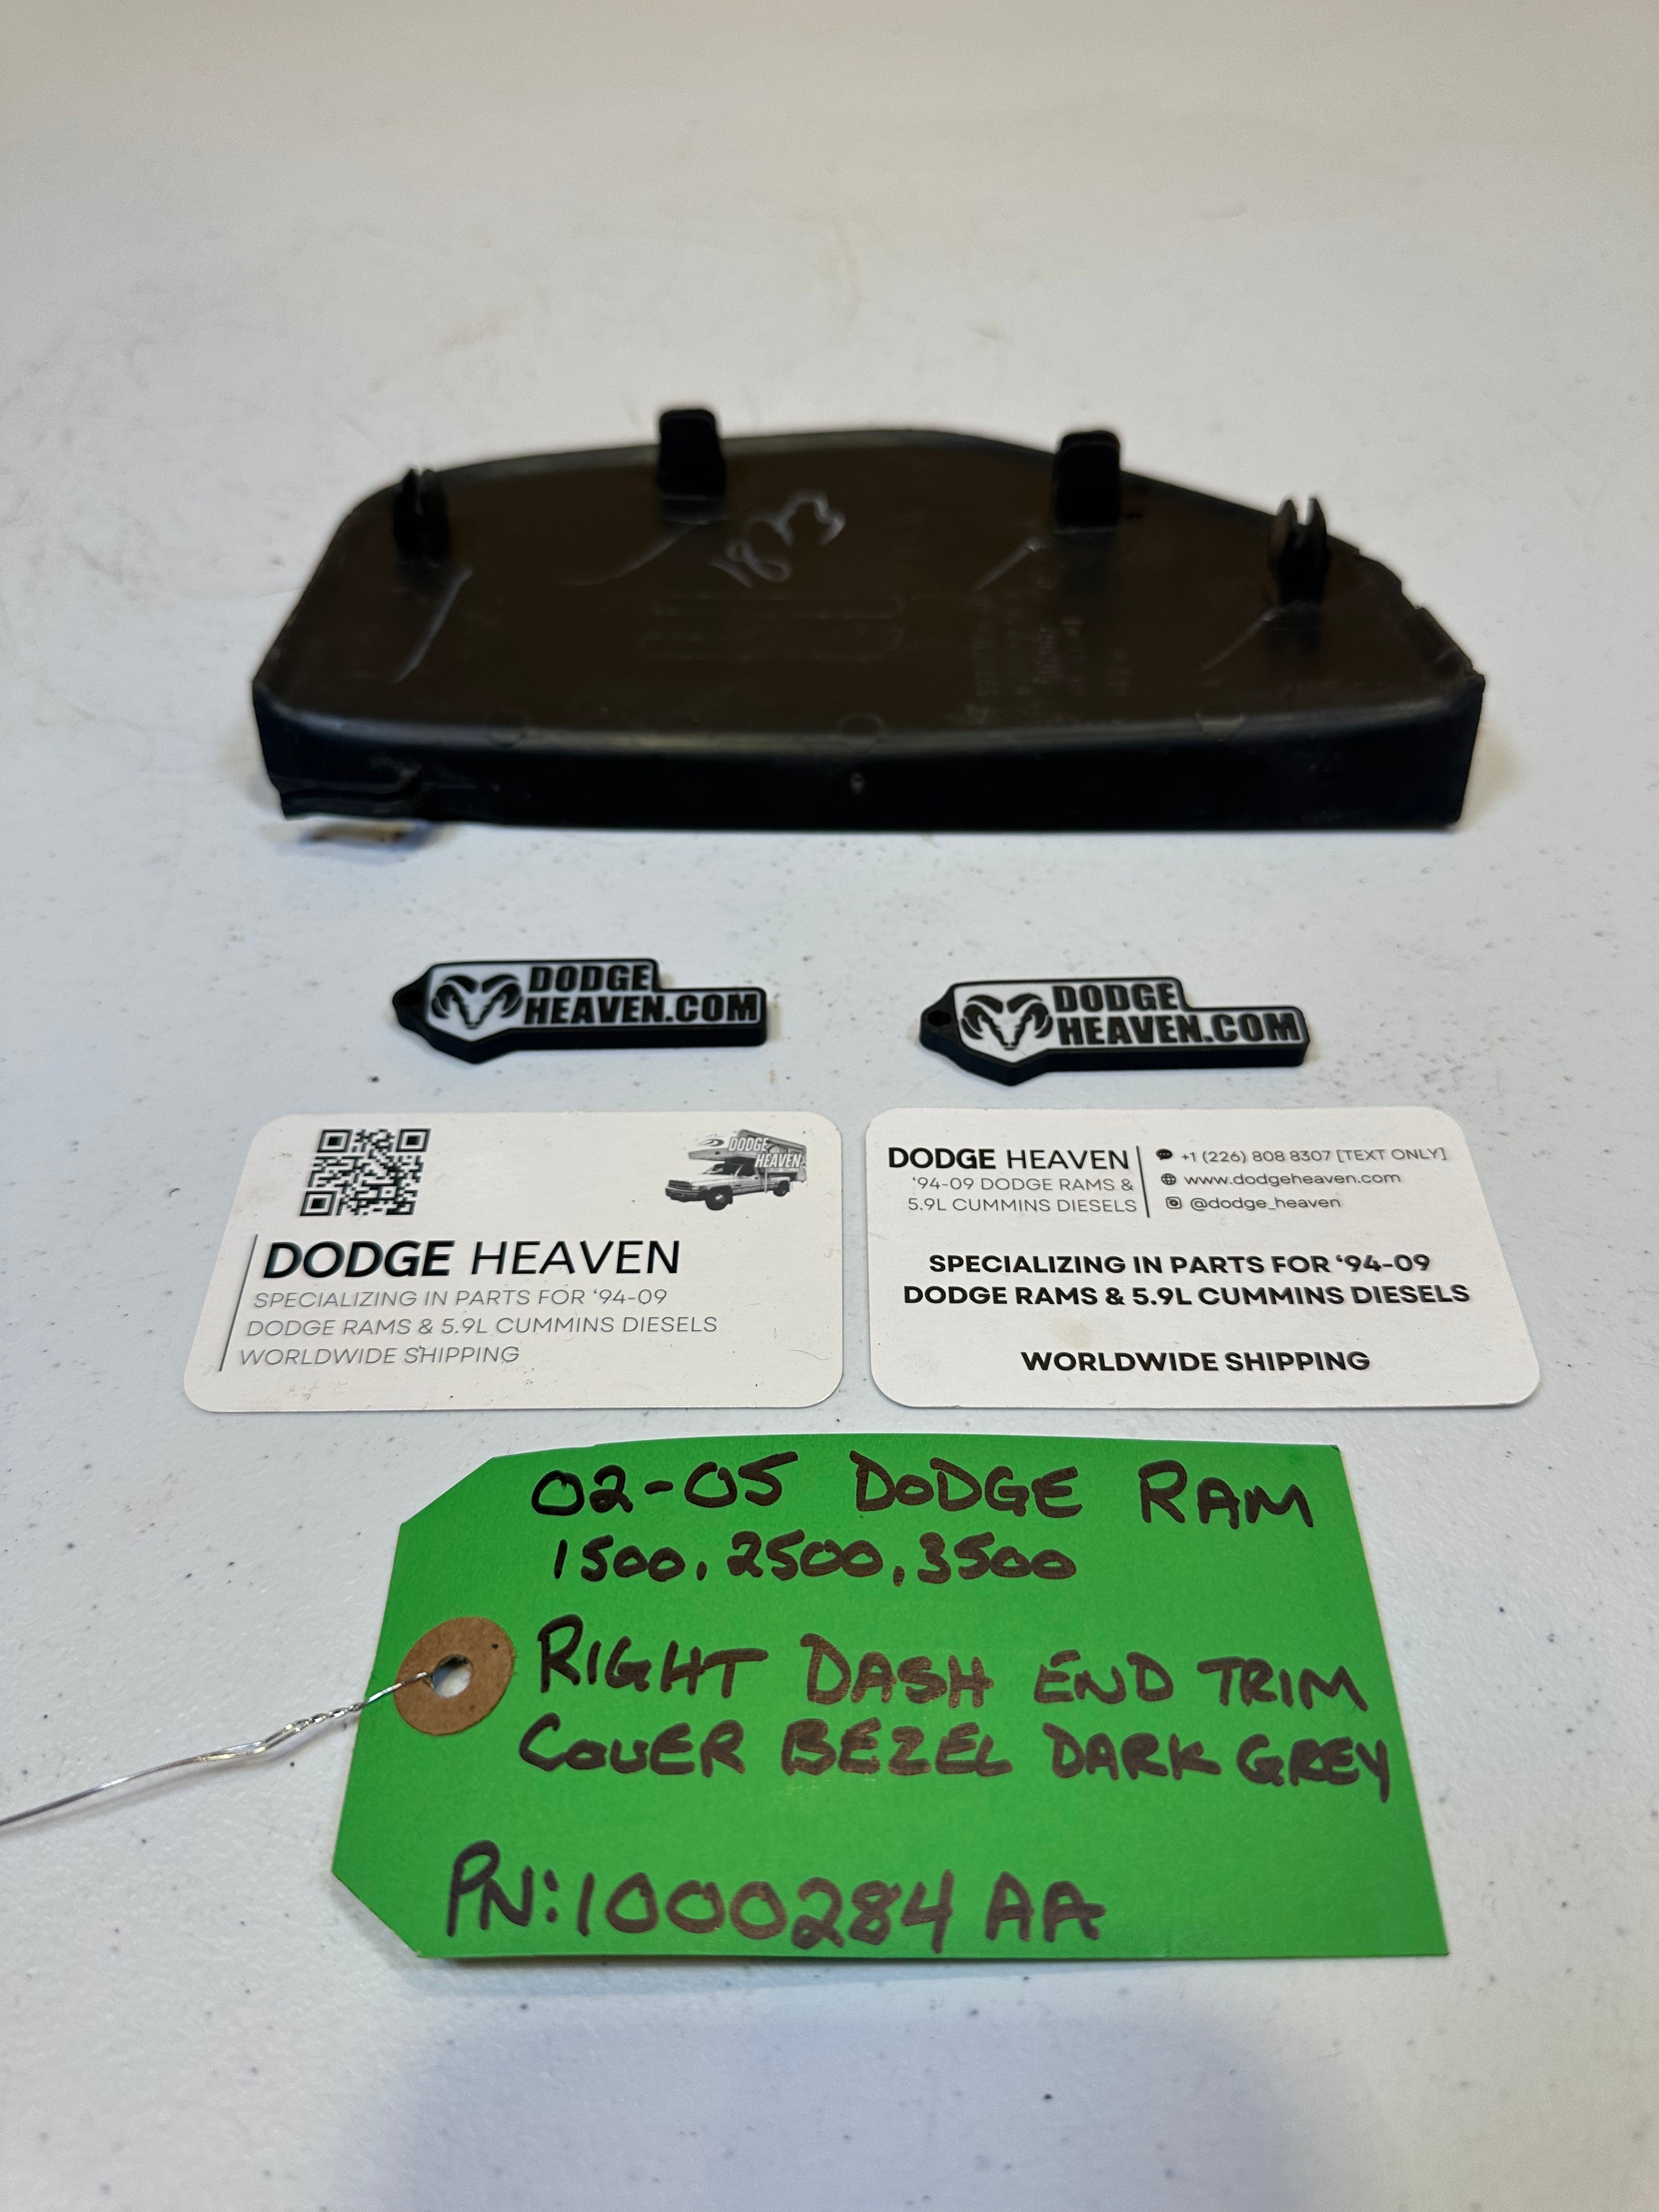 DODGE
HEAVEN.COM
DODGE
HEAVEN.COM
DODGE
HEAVEN
DODGE HEAVEN
SPECIALIZING IN PARTS FOR ‘94-09
DODGE RAMS & 5.9L CUMMINS DIESELS
WORLDWIDE SHIPPING
DODGE HEAVEN
‘94-09 DODGE RAMS &
5.9L CUMMINS DIESELS
+1 (226) 808 8307 [TEXT ONLY]
www.dodgeheaven.com
@dodge_heaven
SPECIALIZING IN PARTS FOR ‘94-09
DODGE RAMS & 5.9L CUMMINS DIESELS
WORLDWIDE SHIPPING
02-05 DODGE RAM
1500, 2500, 3500
RIGHT DASH END TRIM
COVER BEZEL DARK GREY
PN: 1000284 AA